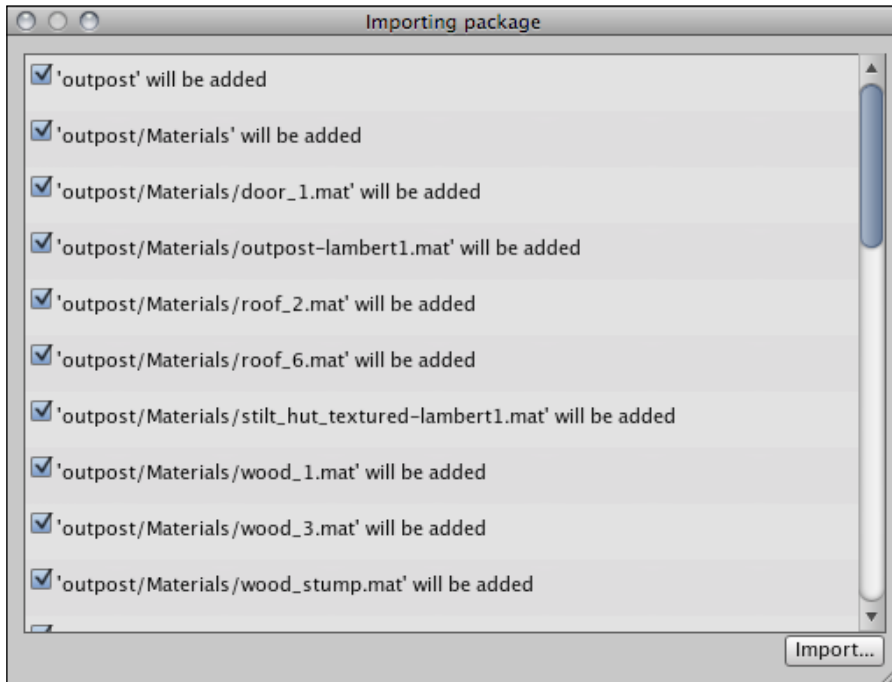 Importing package
'outpost' will be added
'outpost/Materials' will be added
'outpost/Materials/door_1.mat' will be added
'outpost/Materials/outpost-lambert1.mat' will be added
'outpost/Materials/roof_2.mat' will be added
'outpost/Materials/roof_6.mat' will be added
'outpost/Materials/stilt_hut_textured-lambert1.mat' will be added
'outpost/Materials/wood_1.mat' will be added
'outpost/Materials/wood_3.mat' will be added
'outpost/Materials/wood_stump.mat' will be added
Import...